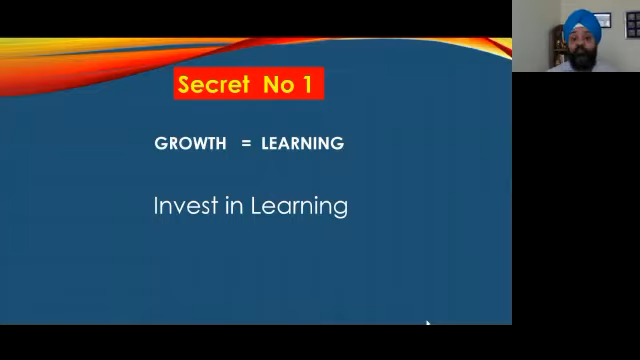 Secret No 1
GROWTH = LEARNING
Invest in Learning